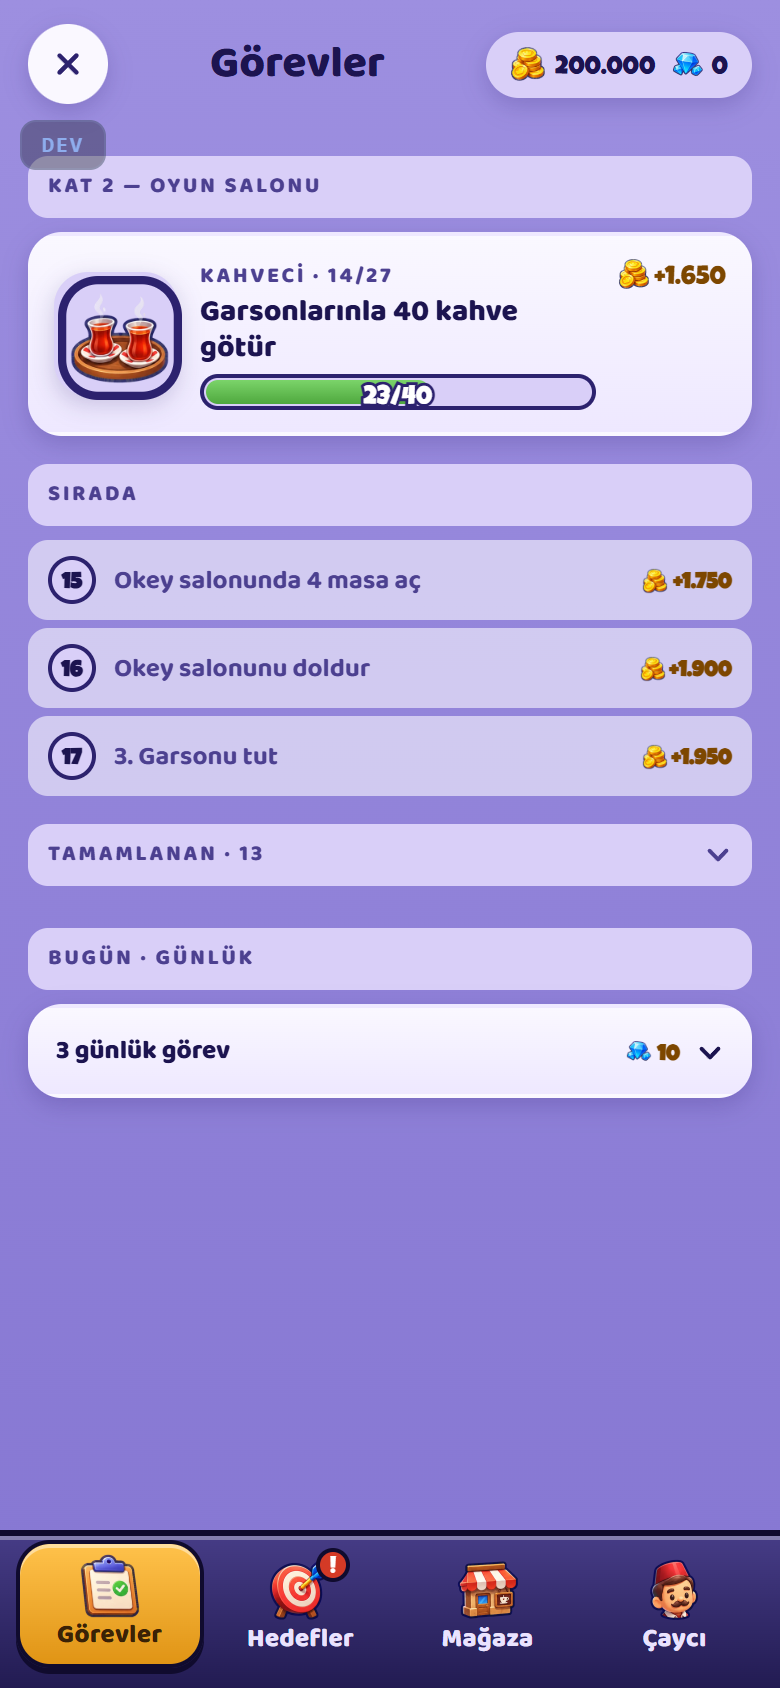 Görevler
200.000
0
DEV
KAT 2 — OYUN SALONU
KAHVECİ · 14/27
+1.650
Garsonlarınla 40 kahve
götür
23/40
SIRADA
15 Okey salonunda 4 masa aç +1.750
16 Okey salonunu doldur +1.900
17 3. Garsonu tut +1.950
TAMAMLANAN · 13
BUGÜN · GÜNLÜK
3 günlük görev 10
!
Görevler Hedefler Mağaza Çaycı